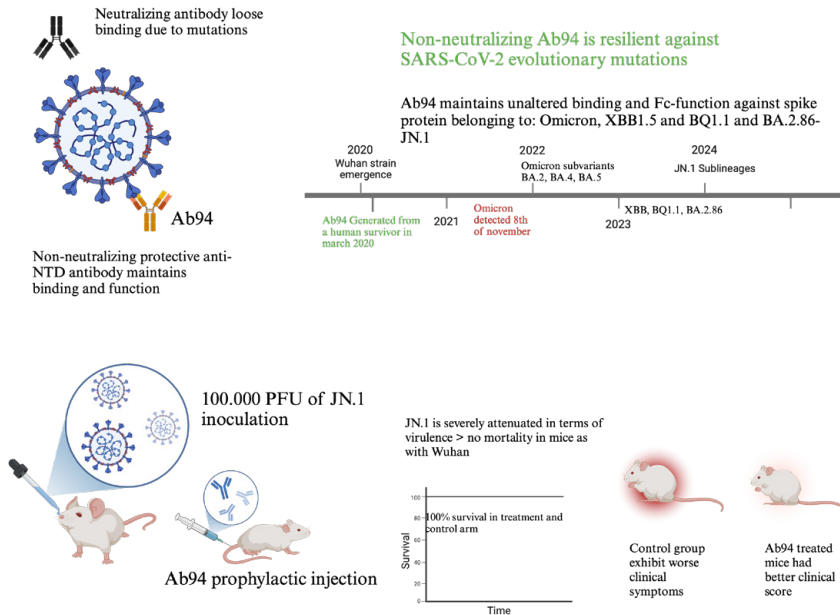 Neutralizing antibody loose
binding due to mutations
Ab94
Non-neutralizing protective anti-
NTD antibody maintains
binding and function
Non-neutralizing Ab94 is resilient against
SARS-CoV-2 evolutionary mutations
Ab94 maintains unaltered binding and Fc-function against spike
protein belonging to: Omicron, XBB1.5 and BQ1.1 and BA.2.86-
JN.1
2020
Wuhan strain
emergence
2022
Omicron subvariants
BA.2, BA.4, BA.5
2024
JN.1 Sublineages
Ab94 Generated from
a human survivor in
march 2020
2021
Omicron
detected 8th
of november
XBB, BQ1.1, BA.2.86
2023
100.000 PFU of JN.1
inoculation
Ab94 prophylactic injection
JN.1 is severely attenuated in terms of
virulence > no mortality in mice as
with Wuhan
Survival
100
80
60
40
20
0
100% survival in treatment and
control arm
Time
Control group
exhibit worse
clinical
symptoms
Ab94 treated
mice had
better clinical
score